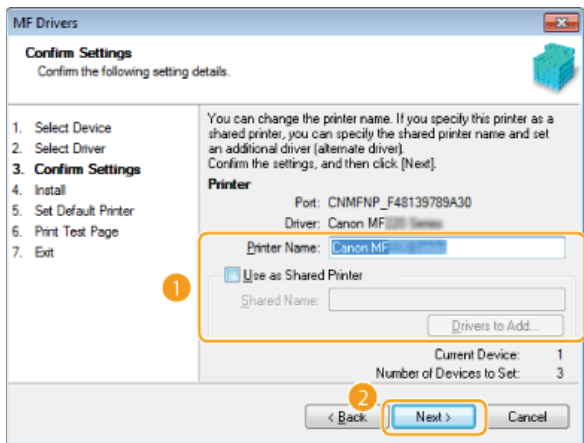 MF Drivers
Confirm Settings
Confirm the following setting details.
1. Select Device
2. Select Driver
3. Confirm Settings
4. Install
5. Set Default Printer
6. Print Test Page
7. Exit
You can change the printer name. If you specify this printer as a
shared printer, you can specify the shared printer name and set
an additional driver (alternate driver).
Confirm the settings, and then click [Next].
Printer
Port: CNMFNP_F48139789A30
Driver: Canon MF
Printer Name: Canon MF
1
Use as Shared Printer
Shared Name:
Drivers to Add...
Current Device: 1
Number of Devices to Set: 3
2
< Back
Next >
Cancel